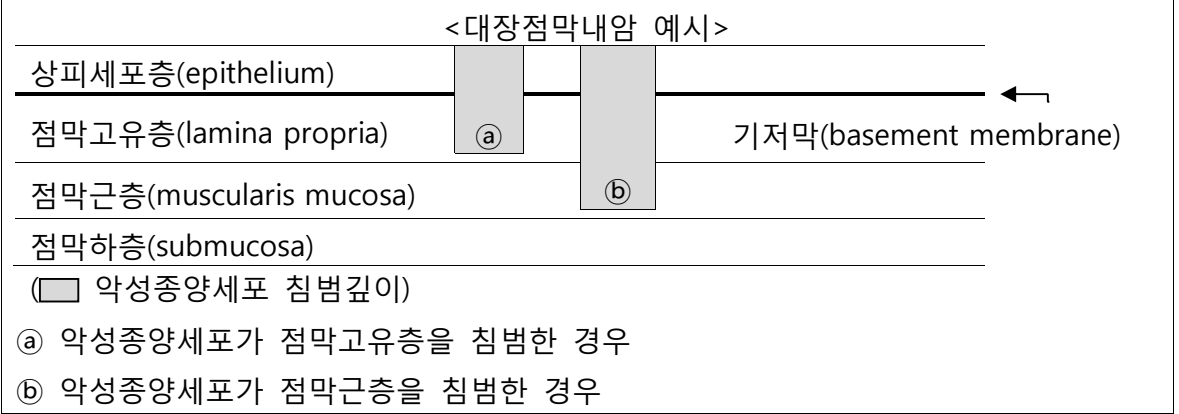 <대장점막내암 예시>
상피세포층(epithelium)
점막고유층(lamina propria) ⓐ 기저막(basement membrane)
점막근층(muscularis mucosa) ⓑ
점막하층(submucosa)
( 악성종양세포 침범깊이)
ⓐ 악성종양세포가 점막고유층을 침범한 경우
ⓑ 악성종양세포가 점막근층을 침범한 경우